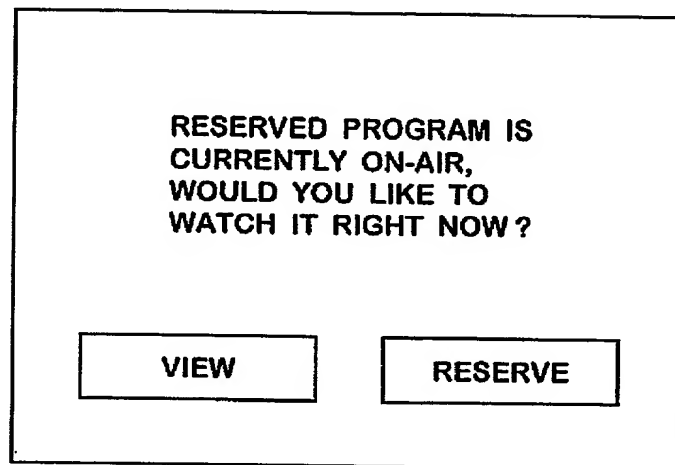 RESERVED PROGRAM IS
CURRENTLY ON-AIR,
WOULD YOU LIKE TO
WATCH IT RIGHT NOW?
VIEW
RESERVE